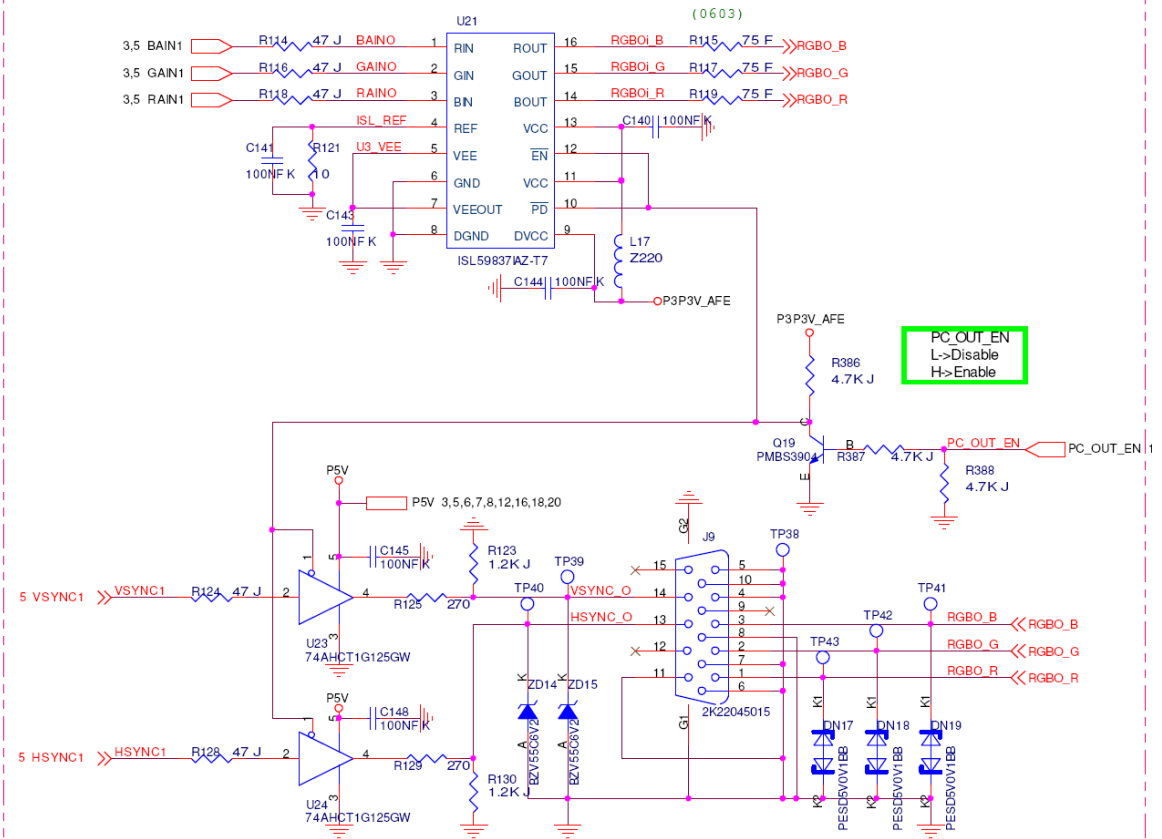 (0603)
U21
3,5 BAIN1 R114 47 J BAINO 1 RIN ROUT 16 RGBOi_B R115 75 F RGBO_B
3,5 GAIN1 R116 47 J GAINO 2 GIN GOUT 15 RGBOi_G R117 75 F RGBO_G
3,5 RAIN1 R118 47 J RAINO 3 BIN BOUT 14 RGBOi_R R119 75 F RGBO_R
ISL_REF 4 REF VCC 13 C140 100NF K
C141 100NF K
R121 10
U3_VEE 5 VEE EN 12
6 GND VCC 11
7 VEEOUT PD 10
8 DGND DVCC 9
C143
100NF K
ISL59837IAZ-T7
L17
Z220
C144 100NF K
P3P3V_AFE
P3P3V_AFE
R386
4.7K J
PC_OUT_EN
L->Disable
H->Enable
C
Q19
PMBS3904
B
R387 4.7K J
E
PC_OUT_EN
PC_OUT_EN 1
R388
4.7K J
P5V
P5V 3,5,6,7,8,12,16,18,20
1
5
C145
100NF K
R123
1.2K J
TP40
TP39
5 VSYNC1 VSYNC1 R124 47 J 2 4 R125 270 VSYNC_O
3
U23
74AHCT1G125GW
HSYNC_O
G2
J9
TP38
15
14
13
12
11
5
10
4
9
3
8
2
7
1
6
2K22045015
G1
TP41
TP42
TP43
RGBO_B RGBO_B
RGBO_G RGBO_G
RGBO_R RGBO_R
P5V
1
5
C148
100NF K
5 HSYNC1 HSYNC1 R128 47 J 2 4 R129 270
3
U24
74AHCT1G125GW
R130
1.2K J
K
ZD14
A
BZV55C6V2
K
ZD15
A
BZV55C6V2
K1
DN17
K2
PESD5V0V1BB
K1
DN18
K2
PESD5V0V1BB
K1
DN19
K2
PESD5V0V1BB